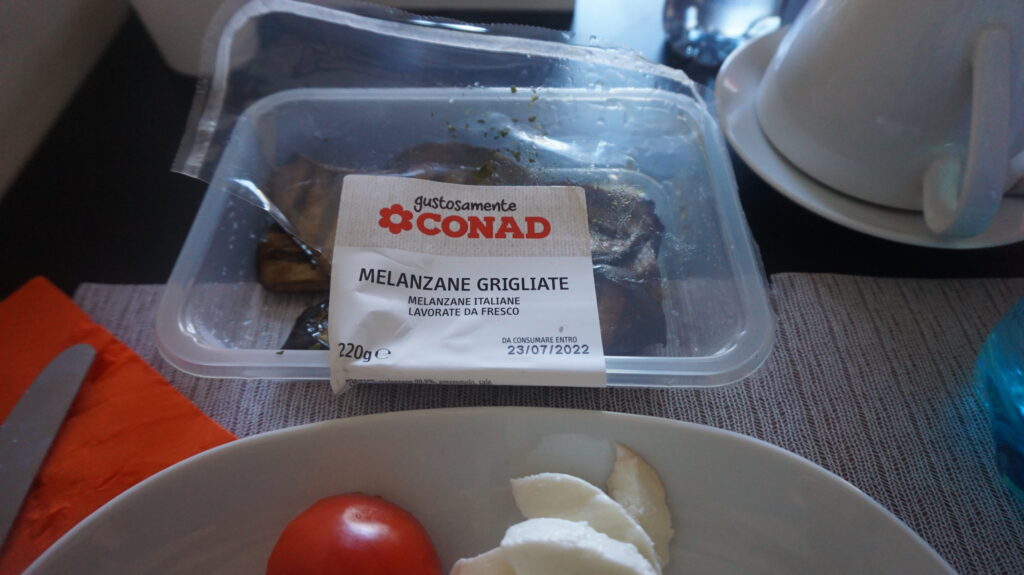 gustosamente
CONAD
MELANZANE GRIGLIATE
MELANZANE ITALIANE
LAVORATE DA FRESCO
220g e
DA CONSUMARE ENTRO
23/07/2022